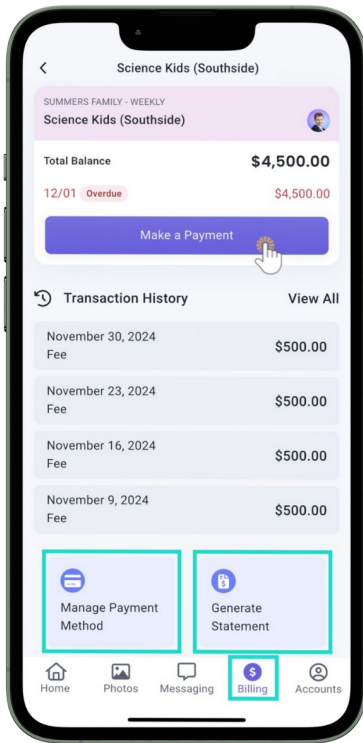 Science Kids (Southside)
SUMMERS FAMILY - WEEKLY
Science Kids (Southside)
Total Balance $4,500.00
12/01 Overdue $4,500.00
Make a Payment
Transaction History View All
November 30, 2024
Fee $500.00
November 23, 2024
Fee $500.00
November 16, 2024
Fee $500.00
November 9, 2024
Fee $500.00
Manage Payment Generate
Method Statement
Home Photos Messaging Billing Accounts